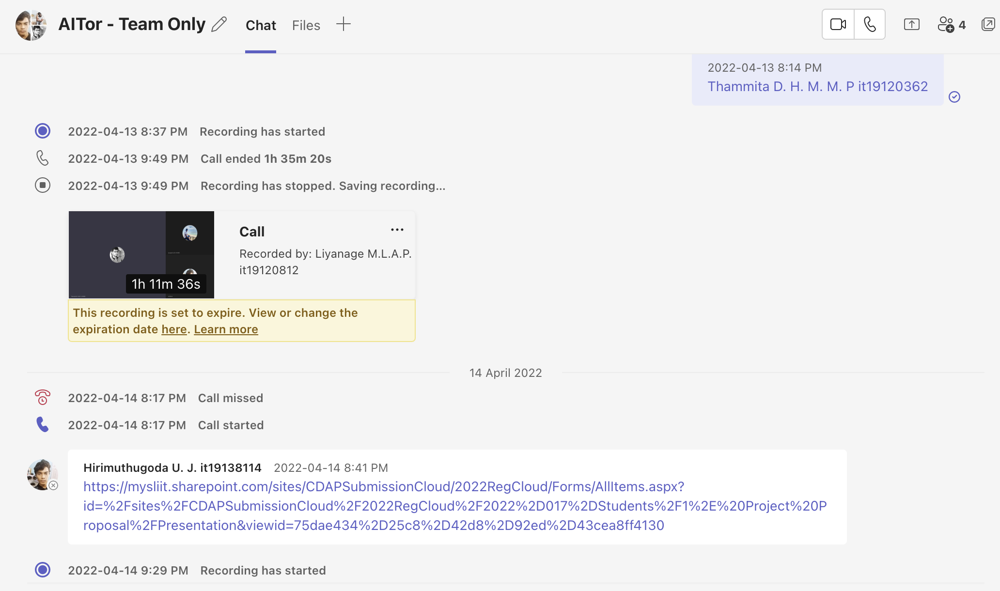 AITor - Team Only
Chat
Files
4
2022-04-13 8:14 PM
Thammita D. H. M. M. P it19120362
2022-04-13 8:37 PM Recording has started
2022-04-13 9:49 PM Call ended 1h 35m 20s
2022-04-13 9:49 PM Recording has stopped. Saving recording...
1h 11m 36s
Call
Recorded by: Liyanage M.L.A.P.
it19120812
This recording is set to expire. View or change the
expiration date here. Learn more
14 April 2022
2022-04-14 8:17 PM Call missed
2022-04-14 8:17 PM Call started
Hirimuthugoda U. J. it19138114 2022-04-14 8:41 PM
https://mysliit.sharepoint.com/sites/CDAPSubmissionCloud/2022RegCloud/Forms/AllItems.aspx?
id=%2Fsites%2FCDAPSubmissionCloud%2F2022RegCloud%2F2022%2D017%2DStudents%2F1%2E%20Project%20P
roposal%2FPresentation&viewid=75dae434%2D25c8%2D42d8%2D92ed%2D43cea8ff4130
2022-04-14 9:29 PM Recording has started